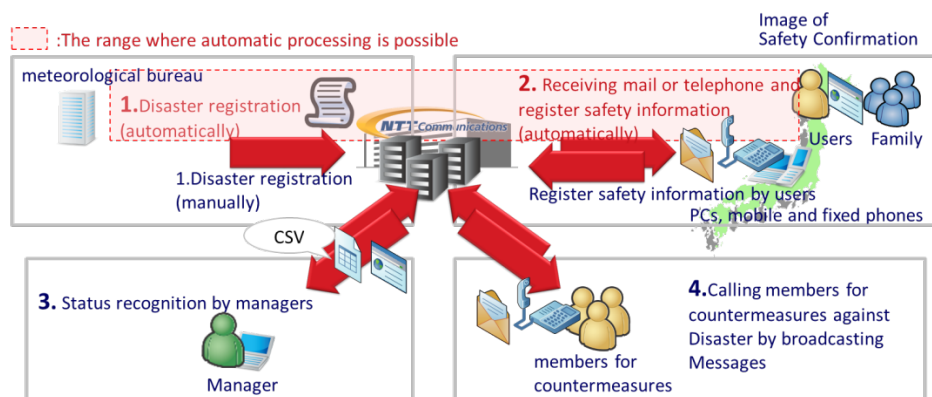 Image of
Safety Confirmation
:The range where automatic processing is possible
meteorological bureau
1.Disaster registration
(automatically)
NTT Communications
1.Disaster registration
(manually)
2. Receiving mail or telephone and
register safety information
(automatically)
Users
Family
Register safety information by users
PCs, mobile and fixed phones
CSV
3. Status recognition by managers
Manager
members for
countermeasures
4.Calling members for
countermeasures against
Disaster by broadcasting
Messages